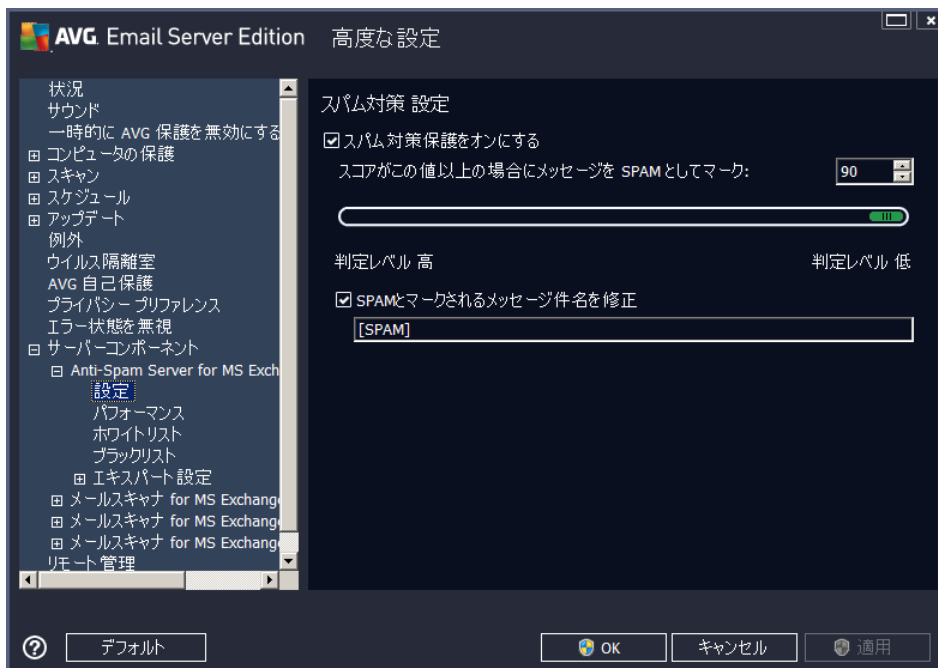 AVG. Email Server Edition 高度な設定
状況
サウンド
一時的に AVG 保護を無効にする
コンピュータの保護
スキャン
スケジュール
アップデート
例外
ウイルス隔離室
AVG 自己保護
プライバシー プリファレンス
エラー状態を無視
サーバーコンポーネント
Anti-Spam Server for MS Exch
設定
パフォーマンス
ホワイトリスト
ブラックリスト
エキスパート設定
メールスキャナ for MS Exchang
メールスキャナ for MS Exchang
メールスキャナ for MS Exchang
リモート管理
スパム対策 設定
スパム対策保護をオンにする
スコアがこの値以上の場合にメッセージを SPAMとしてマーク: 90
判定レベル 高 判定レベル 低
SPAMとマークされるメッセージ件名を修正
[SPAM]
? デフォルト OK キャンセル 適用